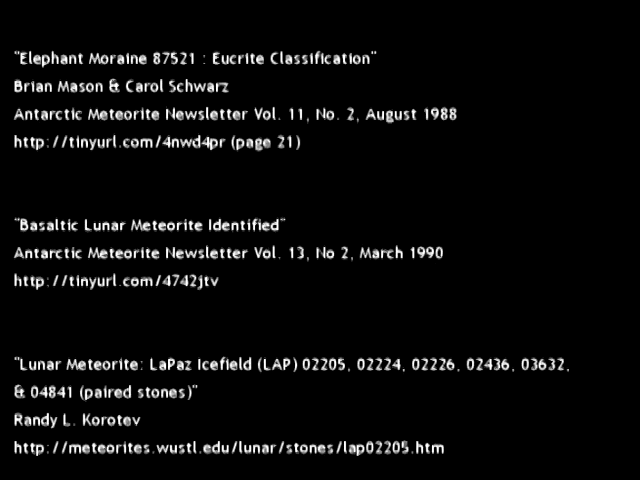 "Elephant Moraine 87521 : Eucrite Classification"
Brian Mason & Carol Schwarz
Antarctic Meteorite Newsletter Vol. 11, No. 2, August 1988
http://tinyurl.com/4nwd4pr (page 21)
"Basaltic Lunar Meteorite Identified"
Antarctic Meteorite Newsletter Vol. 13, No 2, March 1990
http://tinyurl.com/4742jtv
"Lunar Meteorite: LaPaz Icefield (LAP) 02205, 02224, 02226, 02436, 03632,
& 04841 (paired stones)"
Randy L. Korotev
http://meteorites.wustl.edu/lunar/stones/lap02205.htm